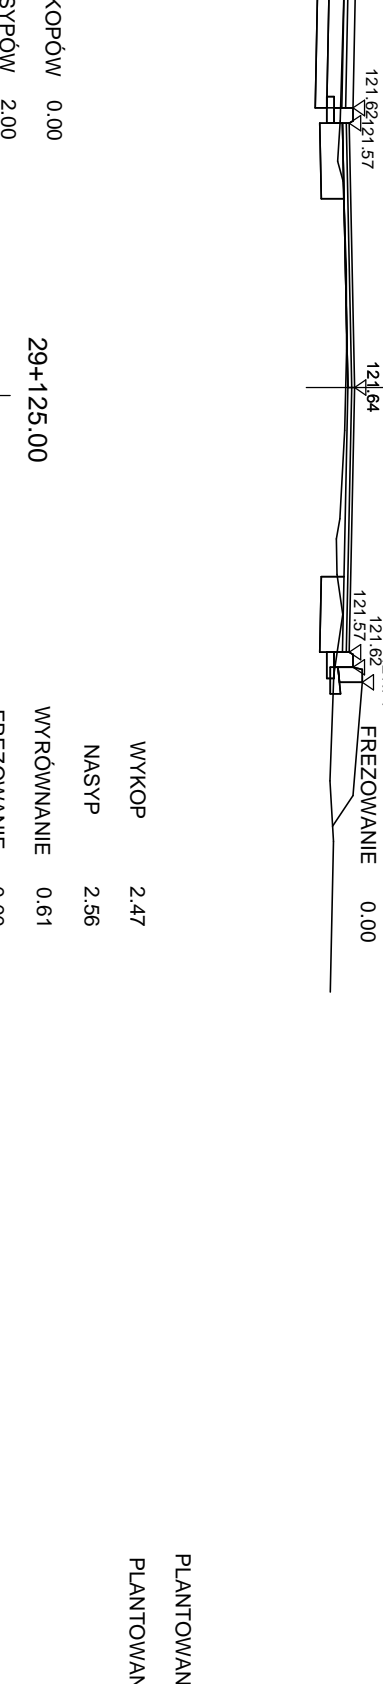 121.62
121.57
121.64
121.62
121.57
FREZOWANIE 0.00
PLANTOWAN
WYKOP 2.47
PLANTOWAN
NASYP 2.56
KOPÓW 0.00
WYRÓWNANIE 0.61
29+125.00
SYPÓW 2.00